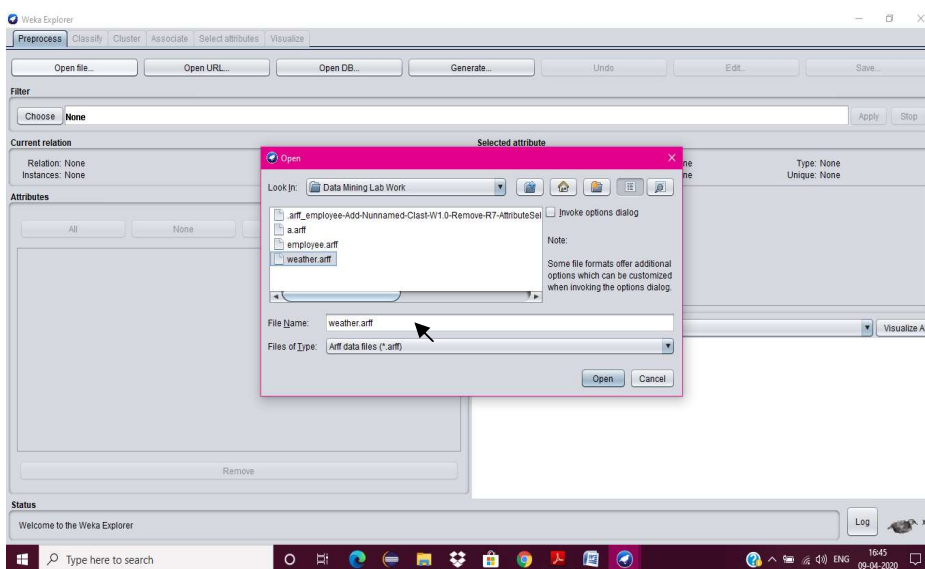 Weka Explorer
Preprocess Classify Cluster Associate Select attributes Visualize
Open file... Open URL... Open DB... Generate... Undo Edit... Save...
Filter
Choose None Apply Stop
Current relation
Relation: None
Instances: None
Selected attribute
ne Type: None
ne Unique: None
Attributes
All None
Open
Look In: Data Mining Lab Work
.arff_employee-Add-Nunnamed-Clast-W1.0-Remove-R7-AttributeSel
a.arff
employee.arff
weather.arff
Invoke options dialog
Note:
Some file formats offer additional
options which can be customized
when invoking the options dialog.
File Name: weather.arff
Files of Type: Arff data files (*.arff)
Open Cancel
Visualize A
Remove
Status
Welcome to the Weka Explorer
Log x
Type here to search
ENG 16:45
09-04-2020